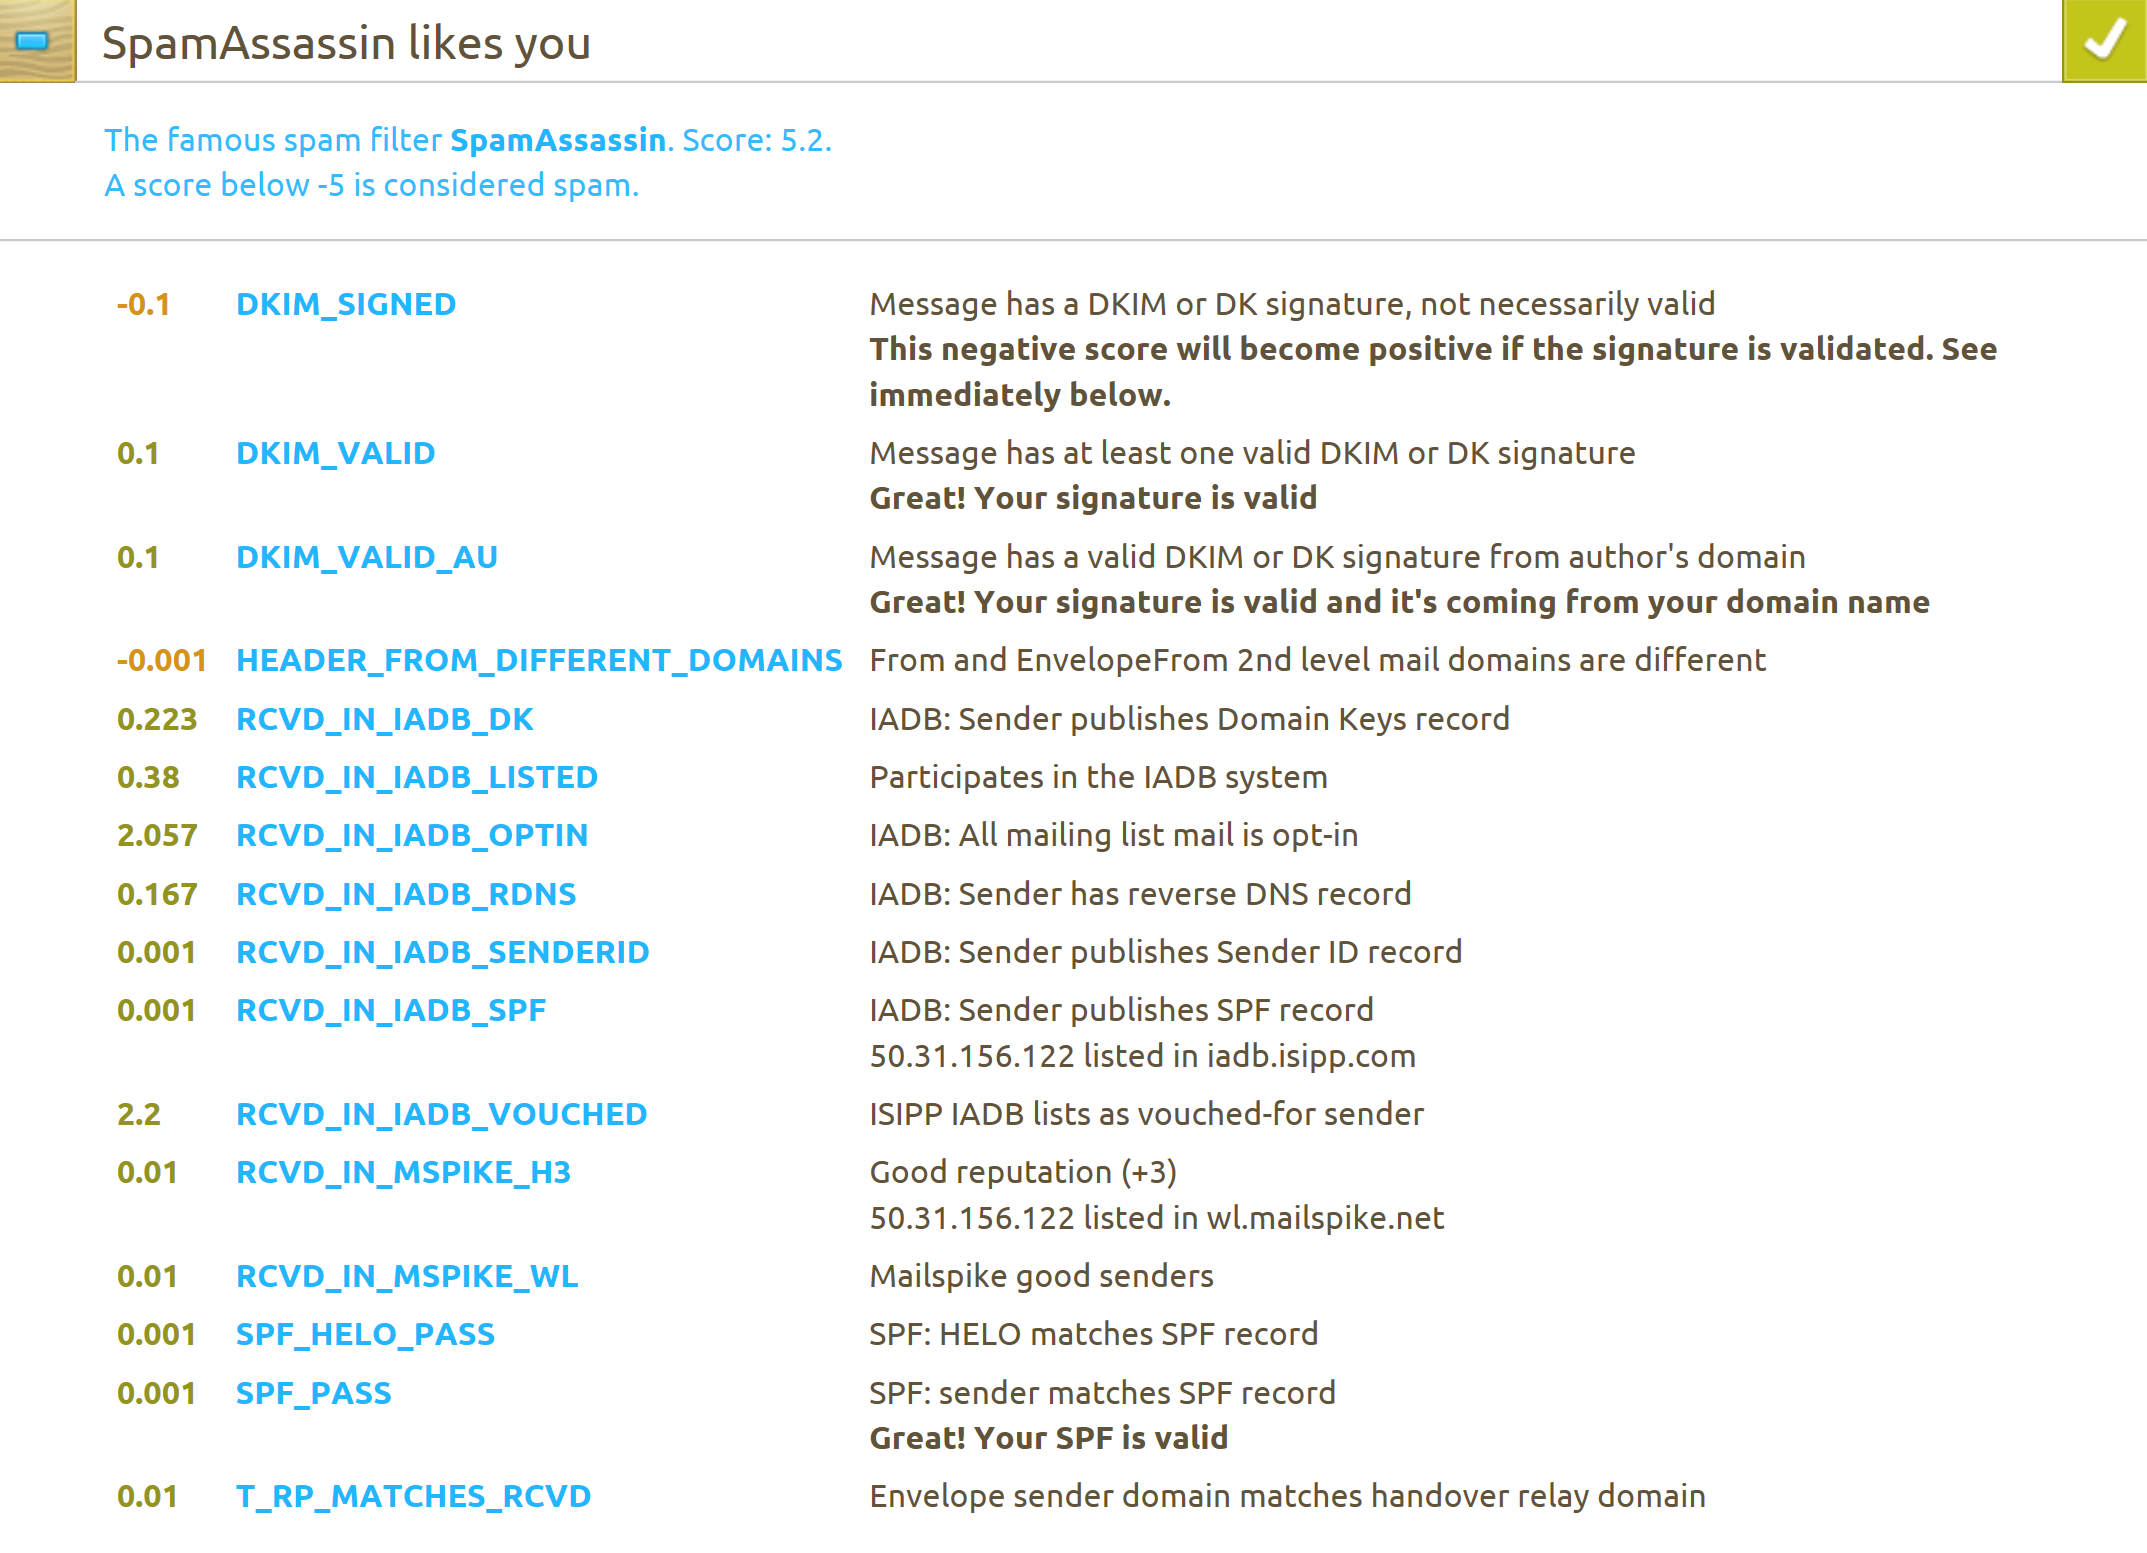 SpamAssassin likes you
The famous spam filter SpamAssassin. Score: 5.2.
A score below -5 is considered spam.
-0.1 DKIM_SIGNED Message has a DKIM or DK signature, not necessarily valid
This negative score will become positive if the signature is validated. See
immediately below.
0.1 DKIM_VALID Message has at least one valid DKIM or DK signature
Great! Your signature is valid
0.1 DKIM_VALID_AU Message has a valid DKIM or DK signature from author's domain
Great! Your signature is valid and it's coming from your domain name
-0.001 HEADER_FROM_DIFFERENT_DOMAINS From and EnvelopeFrom 2nd level mail domains are different
0.223 RCVD_IN_IADB_DK IADB: Sender publishes Domain Keys record
0.38 RCVD_IN_IADB_LISTED Participates in the IADB system
2.057 RCVD_IN_IADB_OPTIN IADB: All mailing list mail is opt-in
0.167 RCVD_IN_IADB_RDNS IADB: Sender has reverse DNS record
0.001 RCVD_IN_IADB_SENDERID IADB: Sender publishes Sender ID record
0.001 RCVD_IN_IADB_SPF IADB: Sender publishes SPF record
50.31.156.122 listed in iadb.isipp.com
2.2 RCVD_IN_IADB_VOUCHED ISIPP IADB lists as vouched-for sender
0.01 RCVD_IN_MSPIKE_H3 Good reputation (+3)
50.31.156.122 listed in wl.mailspike.net
0.01 RCVD_IN_MSPIKE_WL Mailspike good senders
0.001 SPF_HELO_PASS SPF: HELO matches SPF record
0.001 SPF_PASS SPF: sender matches SPF record
Great! Your SPF is valid
0.01 T_RP_MATCHES_RCVD Envelope sender domain matches handover relay domain